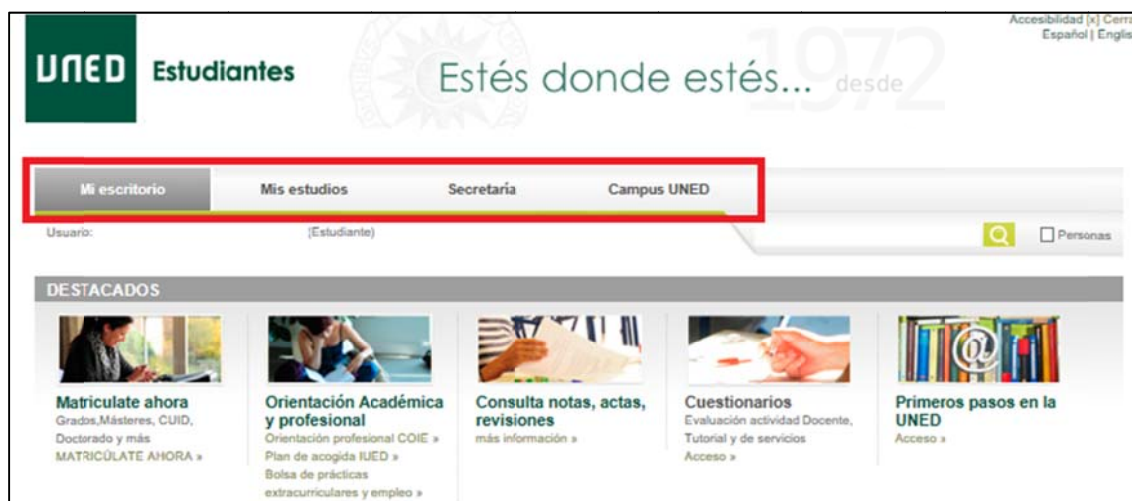 Accesibilidad [x] Cerra
Español | Englis
UNED Estudiantes
Estés donde estés... desde 1972
Mi escritorio Mis estudios Secretaría Campus UNED
Usuario: (Estudiante)
Personas
DESTACADOS
Matriculate ahora
Grados,Másteres, CUID,
Doctorado y más
MATRICÚLATE AHORA »
Orientación Académica
y profesional
Orientación profesional COIE »
Plan de acogida IUED »
Bolsa de prácticas
extracurriculares y empleo »
Consulta notas, actas,
revisiones
más información »
Cuestionarios
Evaluación actividad Docente,
Tutorial y de servicios
Acceso »
Primeros pasos en la
UNED
Acceso »
@